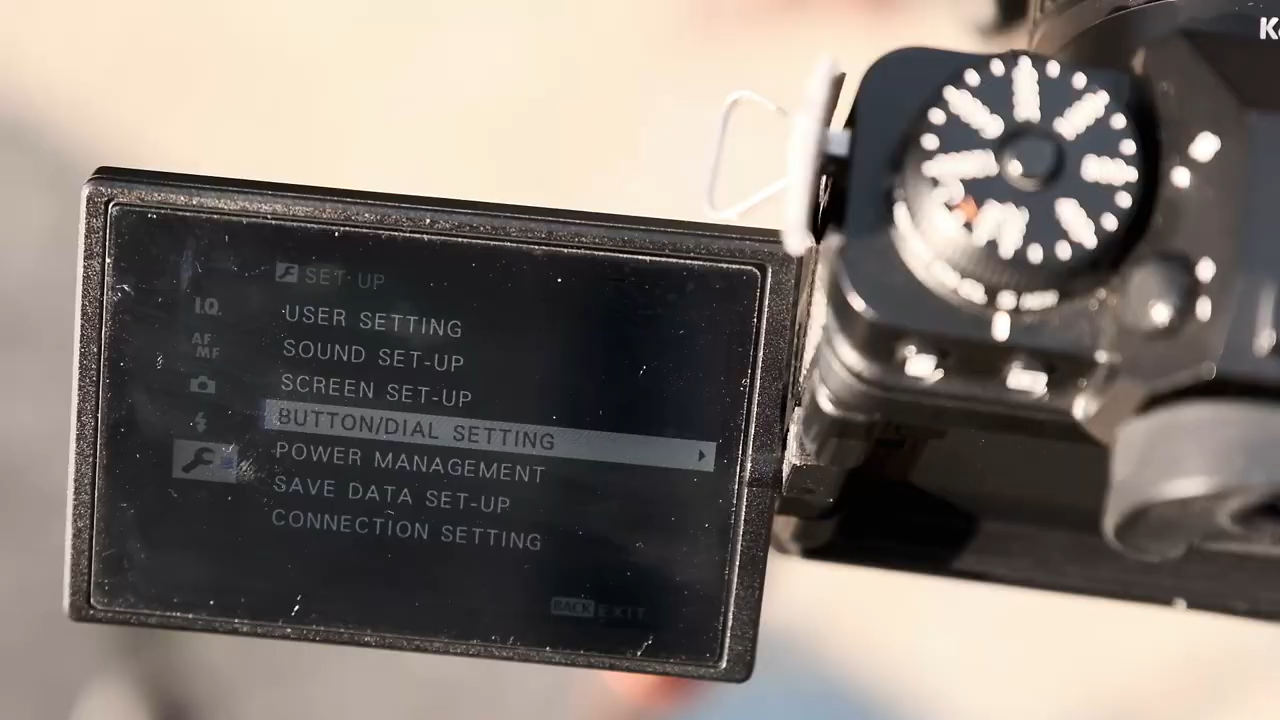 SET-UP
I.Q.
USER SETTING
AF
MF
SOUND SET-UP
SCREEN SET-UP
BUTTON/DIAL SETTING
POWER MANAGEMENT
SAVE DATA SET-UP
CONNECTION SETTING
BACK EXIT